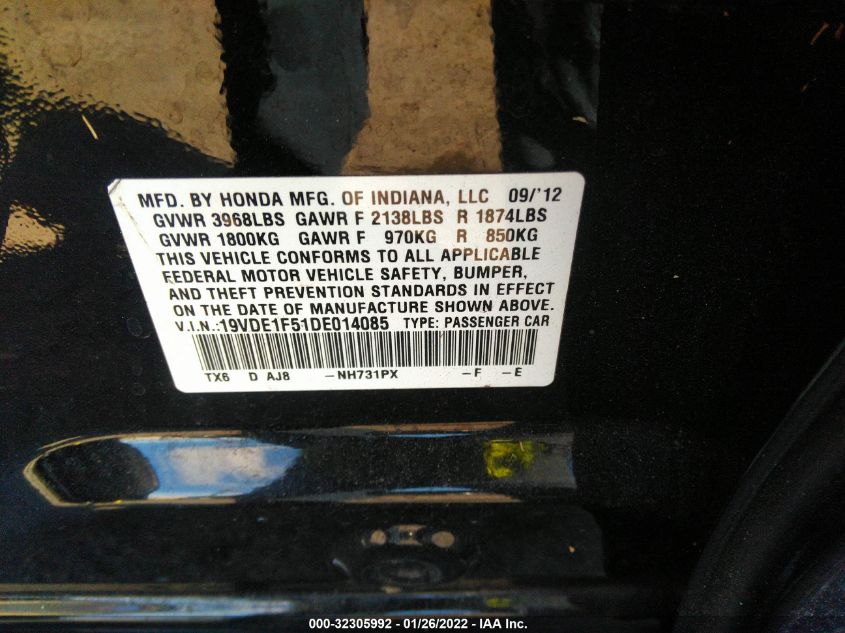 MFD. BY HONDA MFG. OF INDIANA, LLC 09/'12
GVWR 3968LBS GAWR F 2138LBS R 1874LBS
GVWR 1800KG GAWR F 970KG R 850KG
THIS VEHICLE CONFORMS TO ALL APPLICABLE
FEDERAL MOTOR VEHICLE SAFETY, BUMPER,
AND THEFT PREVENTION STANDARDS IN EFFECT
ON THE DATE OF MANUFACTURE SHOWN ABOVE.
V.I.N.:19VDE1F51DE014085 TYPE: PASSENGER CAR
TX6 D AJ8 -NH731PX -F -E
000-32305992 - 01/26/2022 - IAA Inc.